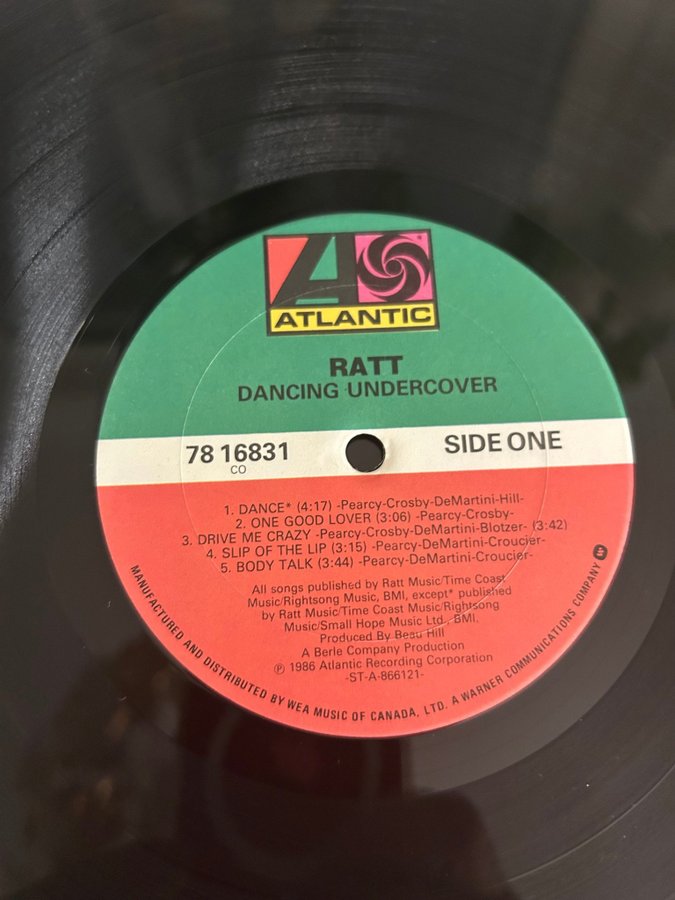 ATLANTIC
RATT
DANCING UNDERCOVER
78 16831
CO
SIDE ONE
1. DANCE* (4:17) -Pearcy-Crosby-DeMartini-Hill-
2. ONE GOOD LOVER (3:06) -Pearcy-Crosby-
3. DRIVE ME CRAZY -Pearcy-Crosby-DeMartini-Blotzer- (3:42)
4. SLIP OF THE LIP (3:15) -Pearcy-DeMartini-Croucier-
5. BODY TALK (3:44) -Pearcy-DeMartini-Croucier-
All songs published by Ratt Music/Time Coast
Music/Rightsong Music, BMI, except* published
by Ratt Music/Time Coast Music/Rightsong
Music/Small Hope Music Ltd., BMI.
Produced By Beau Hill
A Berle Company Production
℗ 1986 Atlantic Recording Corporation
-ST-A-866121-
MANUFACTURED AND DISTRIBUTED BY WEA MUSIC OF CANADA, LTD. A WARNER COMMUNICATIONS COMPANY